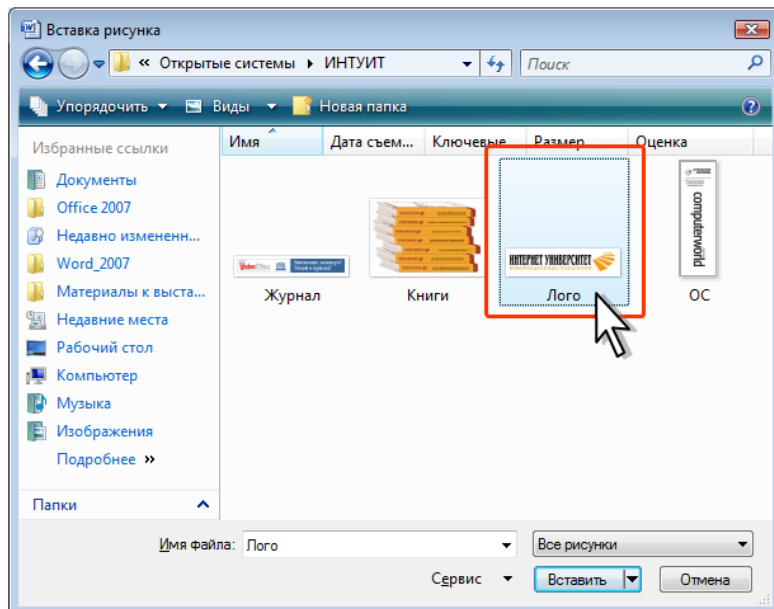 Вставка рисунка
« Открытые системы ИНТУИТ
Поиск
Упорядочить Виды Новая папка
Избранные ссылки
Документы
Office 2007
Недавно измененн...
Word_2007
Материалы к выста...
Недавние места
Рабочий стол
Компьютер
Музыка
Изображения
Подробнее »
Папки
Имя Дата съем... Ключевые Размер Оценка
ИНТЕРНЕТ УНИВЕРСИТЕТ
computerworld
Журнал Книги Лого ОС
Имя файла: Лого Все рисунки
Сервис Вставить Отмена